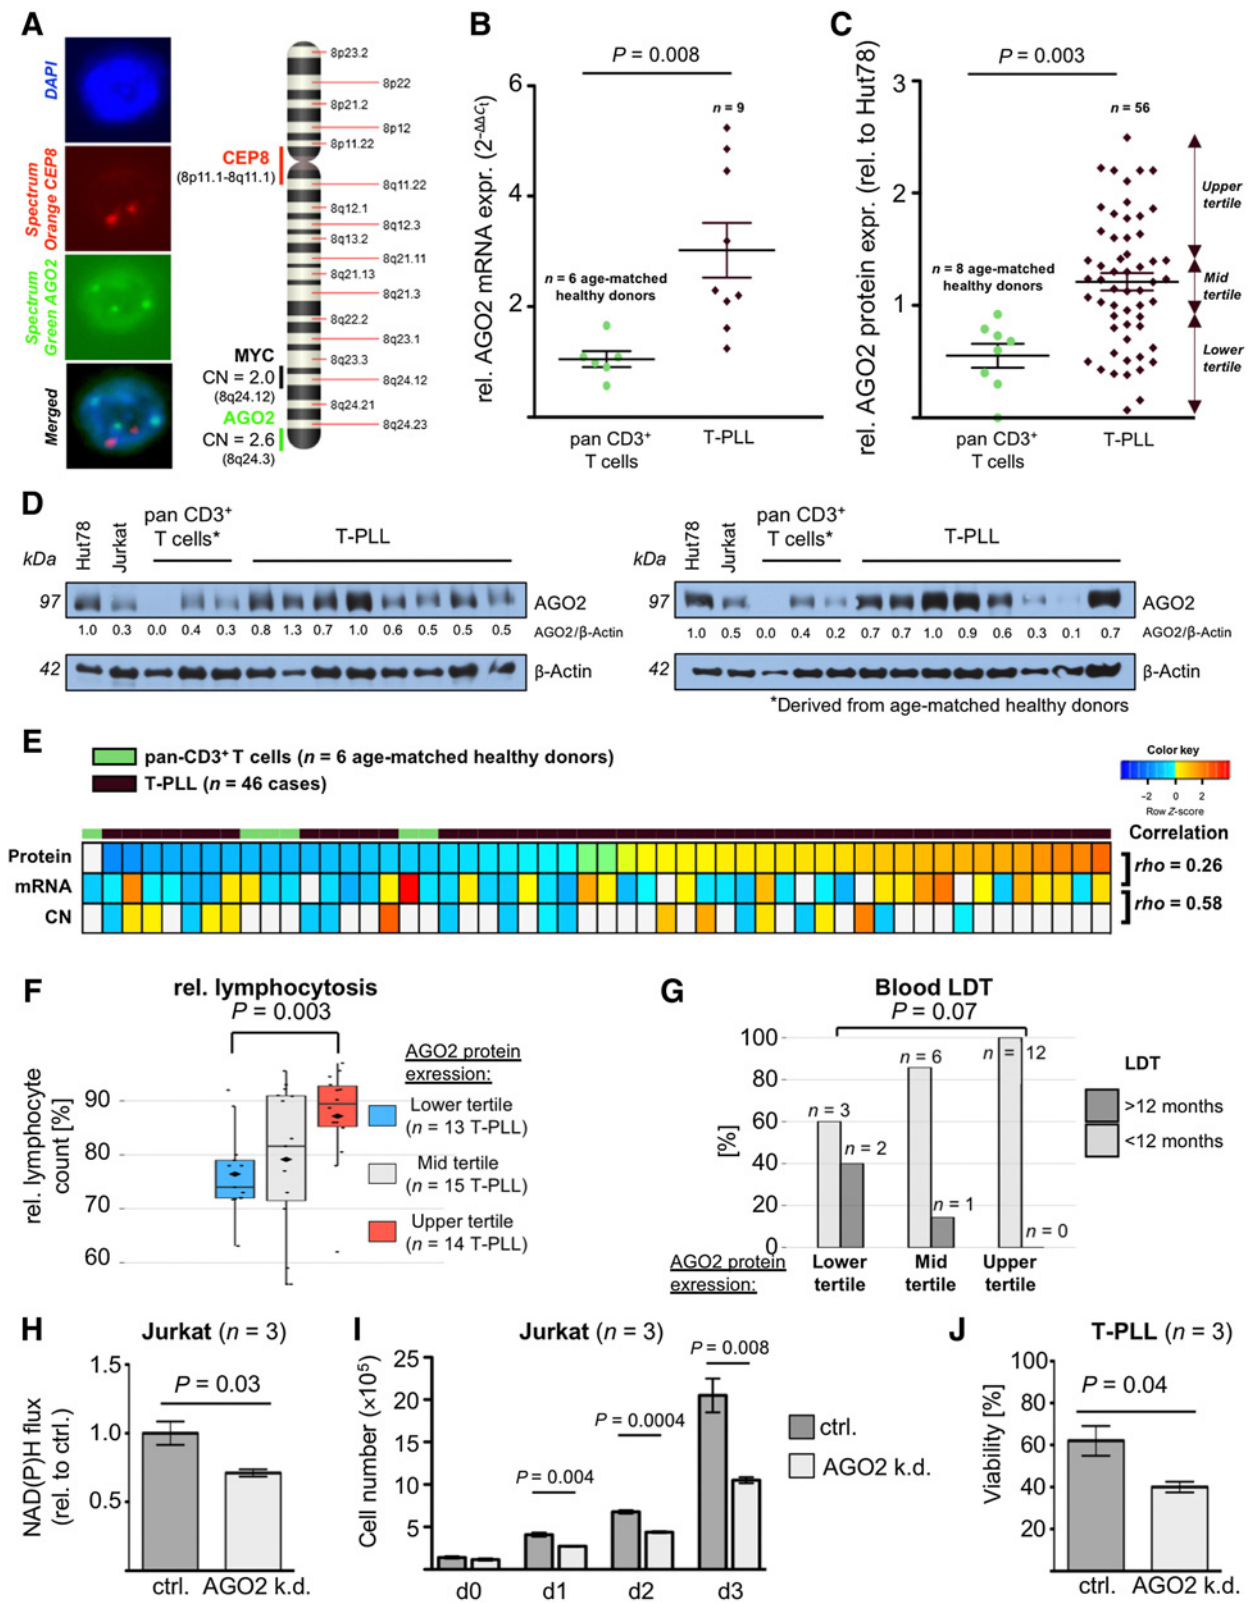 A
DAPI
Spectrum
Orange CEP8
Spectrum
Green AGO2
Merged
8p23.2
8p22
8p21.2
8p12
8p11.22
CEP8
(8p11.1-8q11.1)
8q11.22
8q12.1
8q12.3
8q13.2
8q21.11
8q21.13
8q21.3
8q22.2
8q23.1
8q23.3
MYC
CN = 2.0
(8q24.12)
8q24.12
8q24.21
8q24.23
AGO2
CN = 2.6
(8q24.3)
B
P = 0.008
rel. AGO2 mRNA expr. (2-ΔΔCt)
6
4
2
n = 9
n = 6 age-matched
healthy donors
pan CD3+
T cells
T-PLL
C
P = 0.003
rel. AGO2 protein expr. (rel. to Hut78)
3
2
1
n = 56
n = 8 age-matched
healthy donors
Upper
tertile
Mid
tertile
Lower
tertile
pan CD3+
T cells
T-PLL
D
kDa
Hut78
Jurkat
pan CD3+
T cells*
T-PLL
97
AGO2
1.0 0.3 0.0 0.4 0.3 0.8 1.3 0.7 1.0 0.6 0.5 0.5 0.5
AGO2/β-Actin
42
β-Actin
kDa
Hut78
Jurkat
pan CD3+
T cells*
T-PLL
97
AGO2
1.0 0.5 0.0 0.4 0.2 0.7 0.7 1.0 0.9 0.6 0.3 0.1 0.7
AGO2/β-Actin
42
β-Actin
*Derived from age-matched healthy donors
E
pan-CD3+ T cells (n = 6 age-matched healthy donors)
T-PLL (n = 46 cases)
Color key
−2 0 2
Row Z-score
Correlation
Protein
mRNA
CN
rho = 0.26
rho = 0.58
F
rel. lymphocytosis
P = 0.003
rel. lymphocyte
count [%]
90
80
70
60
AGO2 protein
exression:
Lower tertile
(n = 13 T-PLL)
Mid tertile
(n = 15 T-PLL)
Upper tertile
(n = 14 T-PLL)
G
Blood LDT
P = 0.07
[%]
100
80
60
40
20
0
n = 3
n = 2
n = 6
n = 1
n = 12
n = 0
LDT
>12 months
<12 months
AGO2 protein
exression:
Lower
tertile
Mid
tertile
Upper
tertile
H
Jurkat (n = 3)
P = 0.03
NAD(P)H flux
(rel. to ctrl.)
1.5
1.0
0.5
ctrl.
AGO2 k.d.
I
Jurkat (n = 3)
Cell number (×10⁵)
25
20
15
10
5
P = 0.004
P = 0.0004
P = 0.008
d0
d1
d2
d3
ctrl.
AGO2 k.d.
J
T-PLL (n = 3)
P = 0.04
Viability [%]
100
80
60
40
20
ctrl.
AGO2 k.d.